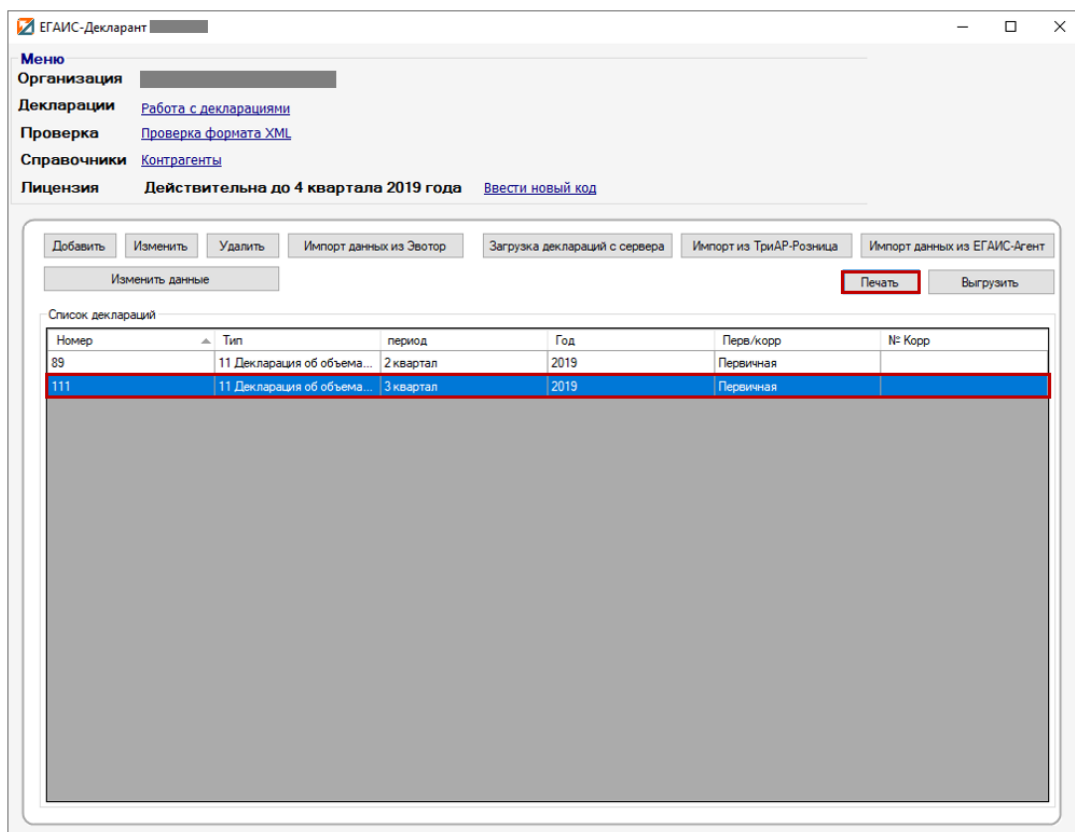 ЕГАИС-Декларант
Меню
Организация
Декларации Работа с декларациями
Проверка Проверка формата XML
Справочники Контрагенты
Лицензия Действительна до 4 квартала 2019 года Ввести новый код
Добавить Изменить Удалить Импорт данных из Эвотор Загрузка деклараций с сервера Импорт из ТриАР-Розница Импорт данных из ЕГАИС-Агент
Изменить данные Печать Выгрузить
Список деклараций
Номер Тип период Год Перв/корр № Корр
89 11 Декларация об объема... 2 квартал 2019 Первичная
111 11 Декларация об объема... 3 квартал 2019 Первичная